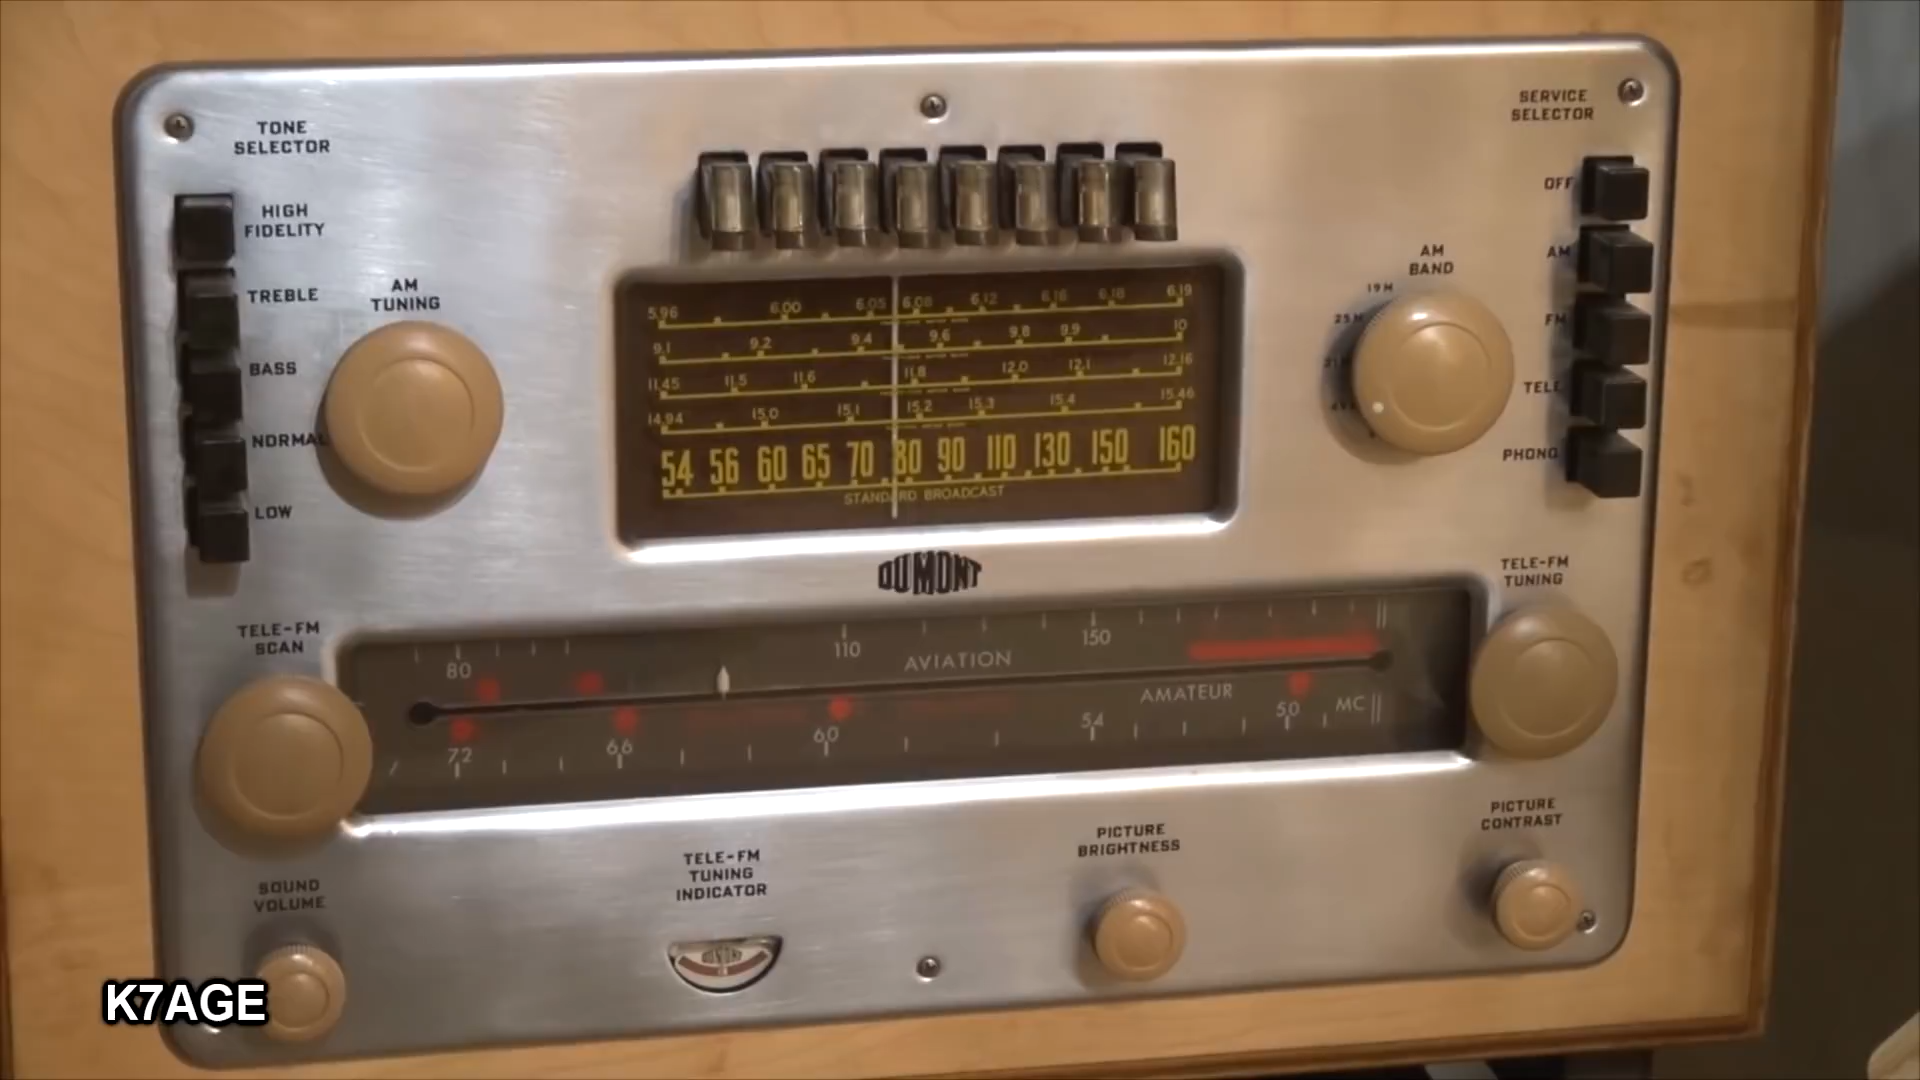 TONE
SELECTOR
SERVICE
SELECTOR
HIGH
FIDELITY
TREBLE
BASS
NORMAL
LOW
AM
TUNING
5.96 6.00 6.05 6.08 6.12 6.16 6.18 6.19
9.1 9.2 9.4 9.6 9.8 9.9 10
11.45 11.5 11.6 11.8 12.0 12.1 12.16
14.94 15.0 15.1 15.2 15.3 15.4 15.46
54 56 60 65 70 80 90 110 130 150 160
STANDARD BROADCAST
AM
BAND
19M
25M
OFF
AM
FM
TELE
PHONO
DUMONT
TELE-FM
SCAN
TELE-FM
TUNING
80 110 AVIATION 150
AMATEUR
72 66 60 54 50 MC
SOUND
VOLUME
TELE-FM
TUNING
INDICATOR
DUMONT
PICTURE
BRIGHTNESS
PICTURE
CONTRAST
K7AGE